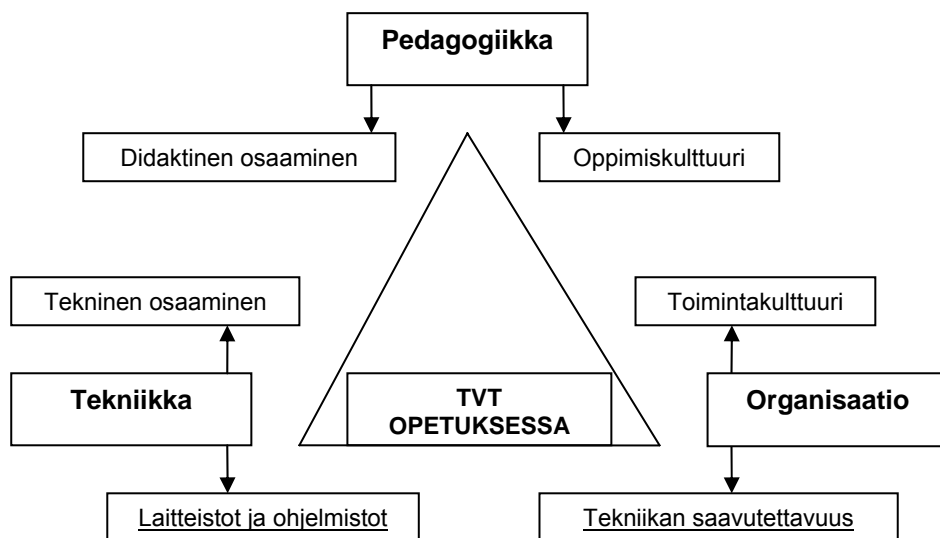 Pedagogiikka
Didaktinen osaaminen
Oppimiskulttuuri
Tekninen osaaminen
Toimintakulttuuri
Tekniikka
TVT
OPETUKSESSA
Organisaatio
Laitteistot ja ohjelmistot
Tekniikan saavutettavuus